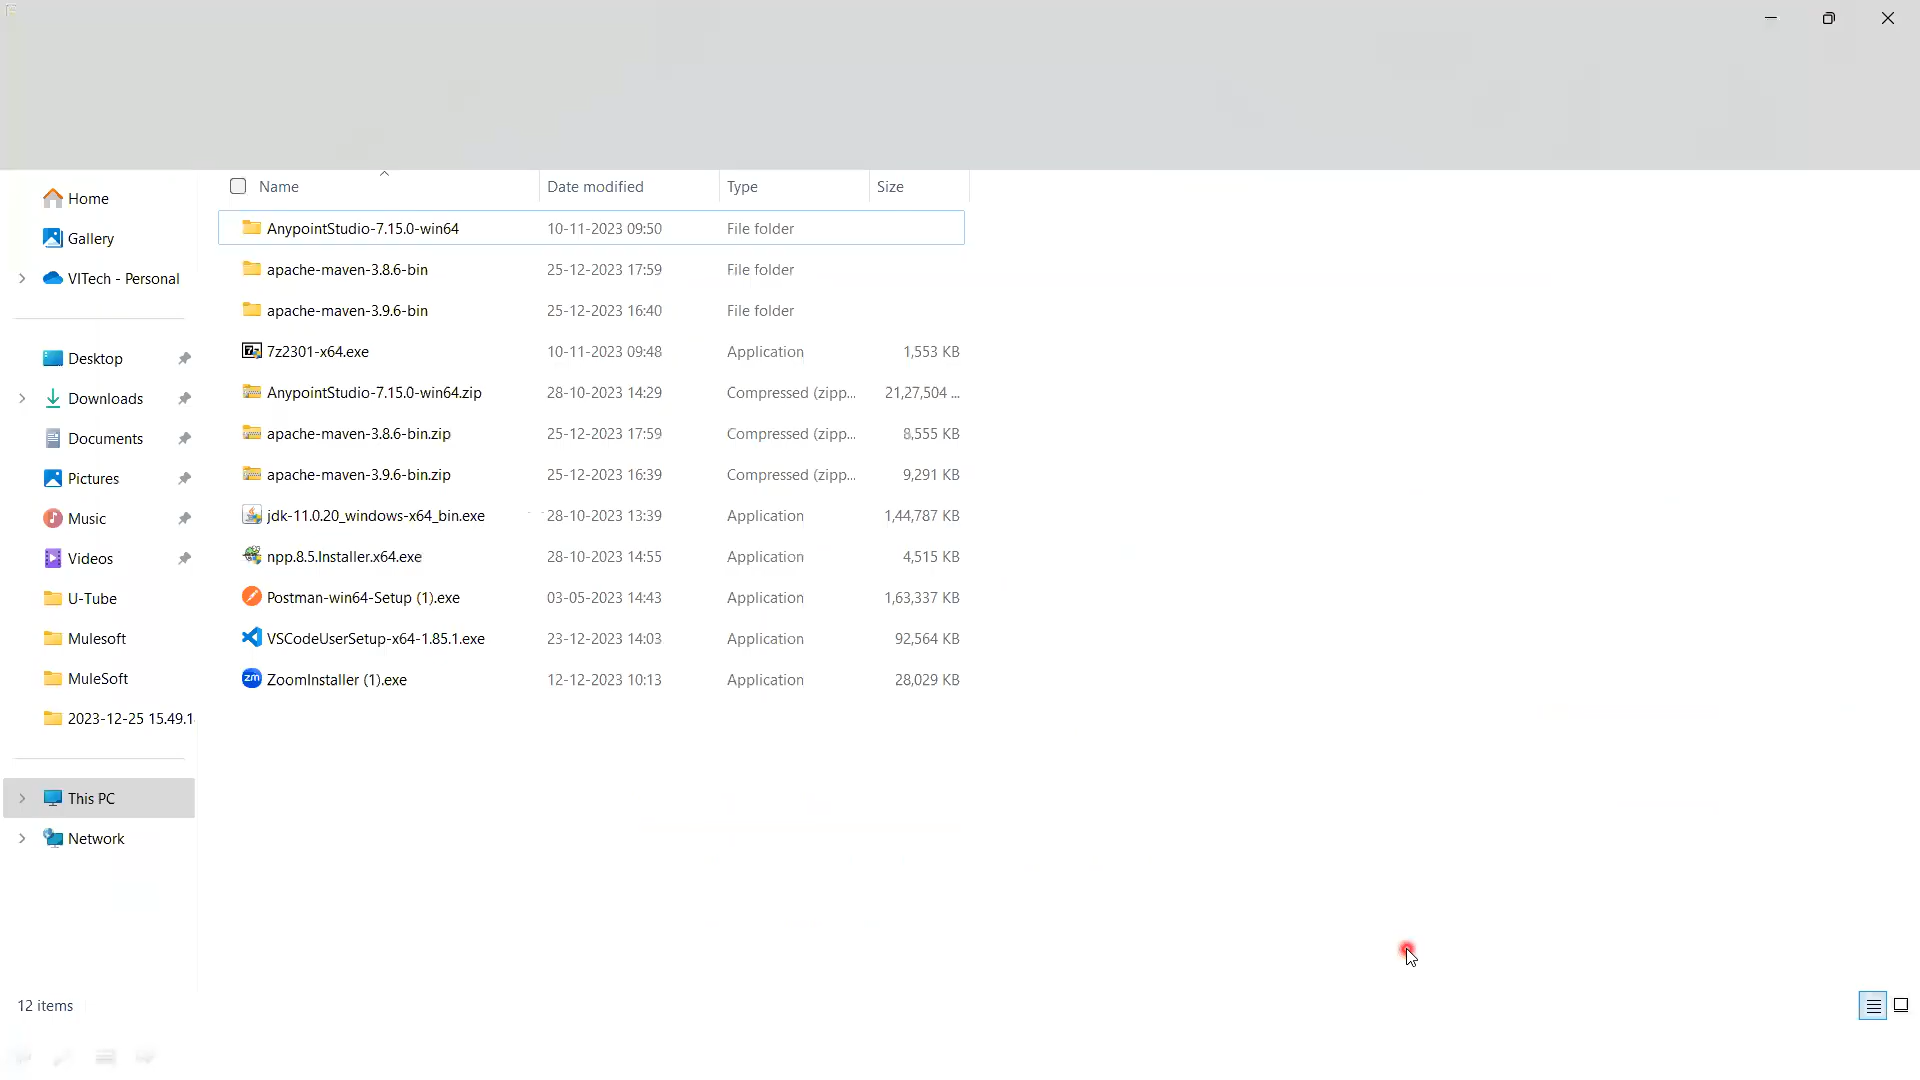 Name Date modified Type Size
Home
Gallery
VITech - Personal
Desktop
Downloads
Documents
Pictures
Music
Videos
U-Tube
Mulesoft
MuleSoft
2023-12-25 15.49.1
This PC
Network
AnypointStudio-7.15.0-win64 10-11-2023 09:50 File folder
apache-maven-3.8.6-bin 25-12-2023 17:59 File folder
apache-maven-3.9.6-bin 25-12-2023 16:40 File folder
7z2301-x64.exe 10-11-2023 09:48 Application 1,553 KB
AnypointStudio-7.15.0-win64.zip 28-10-2023 14:29 Compressed (zipp... 21,27,504 ...
apache-maven-3.8.6-bin.zip 25-12-2023 17:59 Compressed (zipp... 8,555 KB
apache-maven-3.9.6-bin.zip 25-12-2023 16:39 Compressed (zipp... 9,291 KB
jdk-11.0.20_windows-x64_bin.exe 28-10-2023 13:39 Application 1,44,787 KB
npp.8.5.Installer.x64.exe 28-10-2023 14:55 Application 4,515 KB
Postman-win64-Setup (1).exe 03-05-2023 14:43 Application 1,63,337 KB
VSCodeUserSetup-x64-1.85.1.exe 23-12-2023 14:03 Application 92,564 KB
zm ZoomInstaller (1).exe 12-12-2023 10:13 Application 28,029 KB
12 items